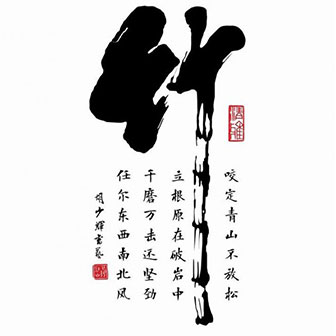 竹
咬定青山不放松
立根原在破岩中
千磨万击还坚劲
任尔东西南北风
胡少辉书艺